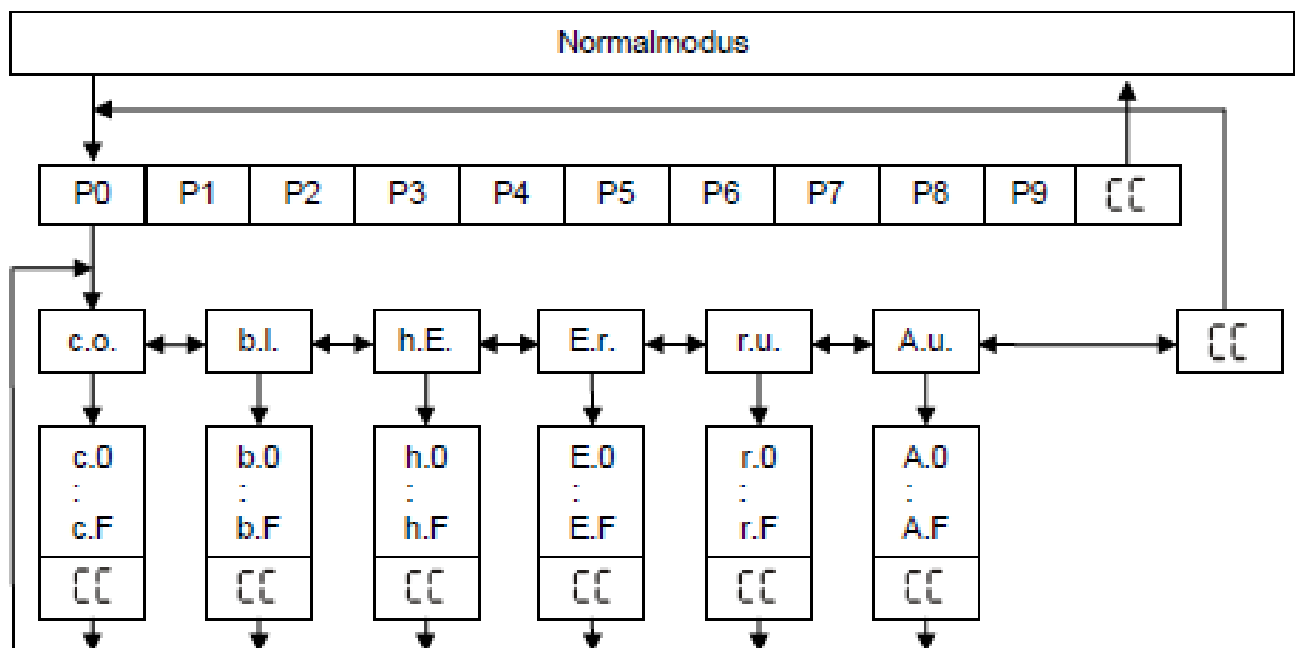 Normalmodus
P0 P1 P2 P3 P4 P5 P6 P7 P8 P9 CC
c.o. b.l. h.E. E.r. r.u. A.u. CC
c.0 b.0 h.0 E.0 r.0 A.0
: : : : : :
c.F b.F h.F E.F r.F A.F
CC CC CC CC CC CC